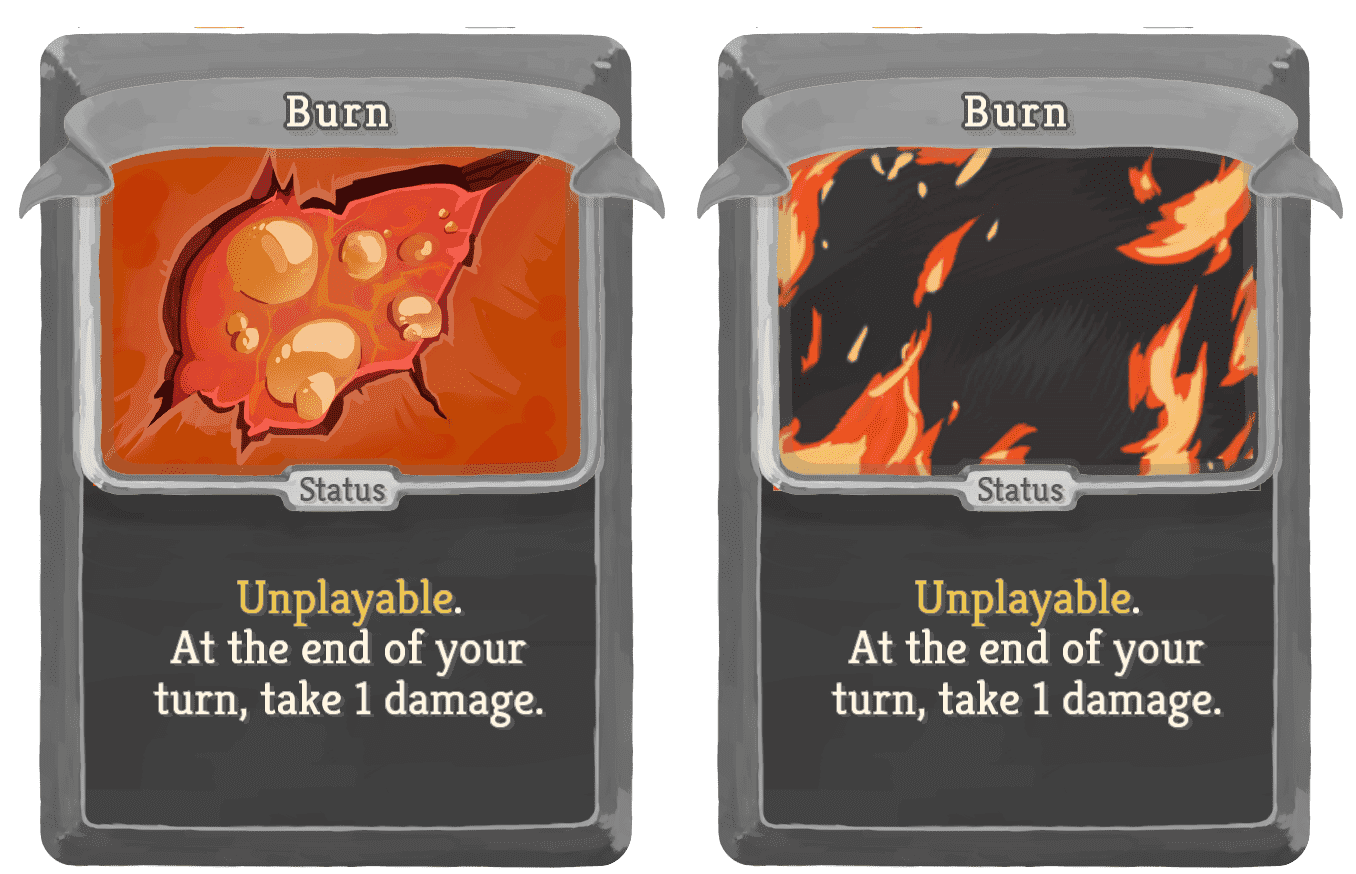 Burn
Status
Unplayable.
At the end of your
turn, take 1 damage.
Burn
Status
Unplayable.
At the end of your
turn, take 1 damage.